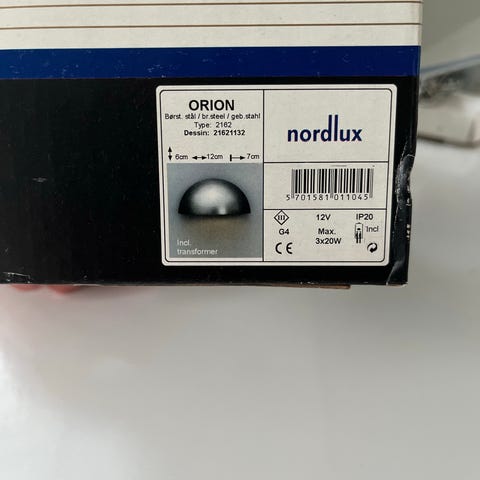 ORION
Børst. stål / br.steel / geb.stahl
Type: 2162
Dessin: 21621132
6cm 12cm 7cm
Incl.
transformer
nordlux
5 701581 011045
III 12V IP20
G4 Max. Incl
CE 3x20W